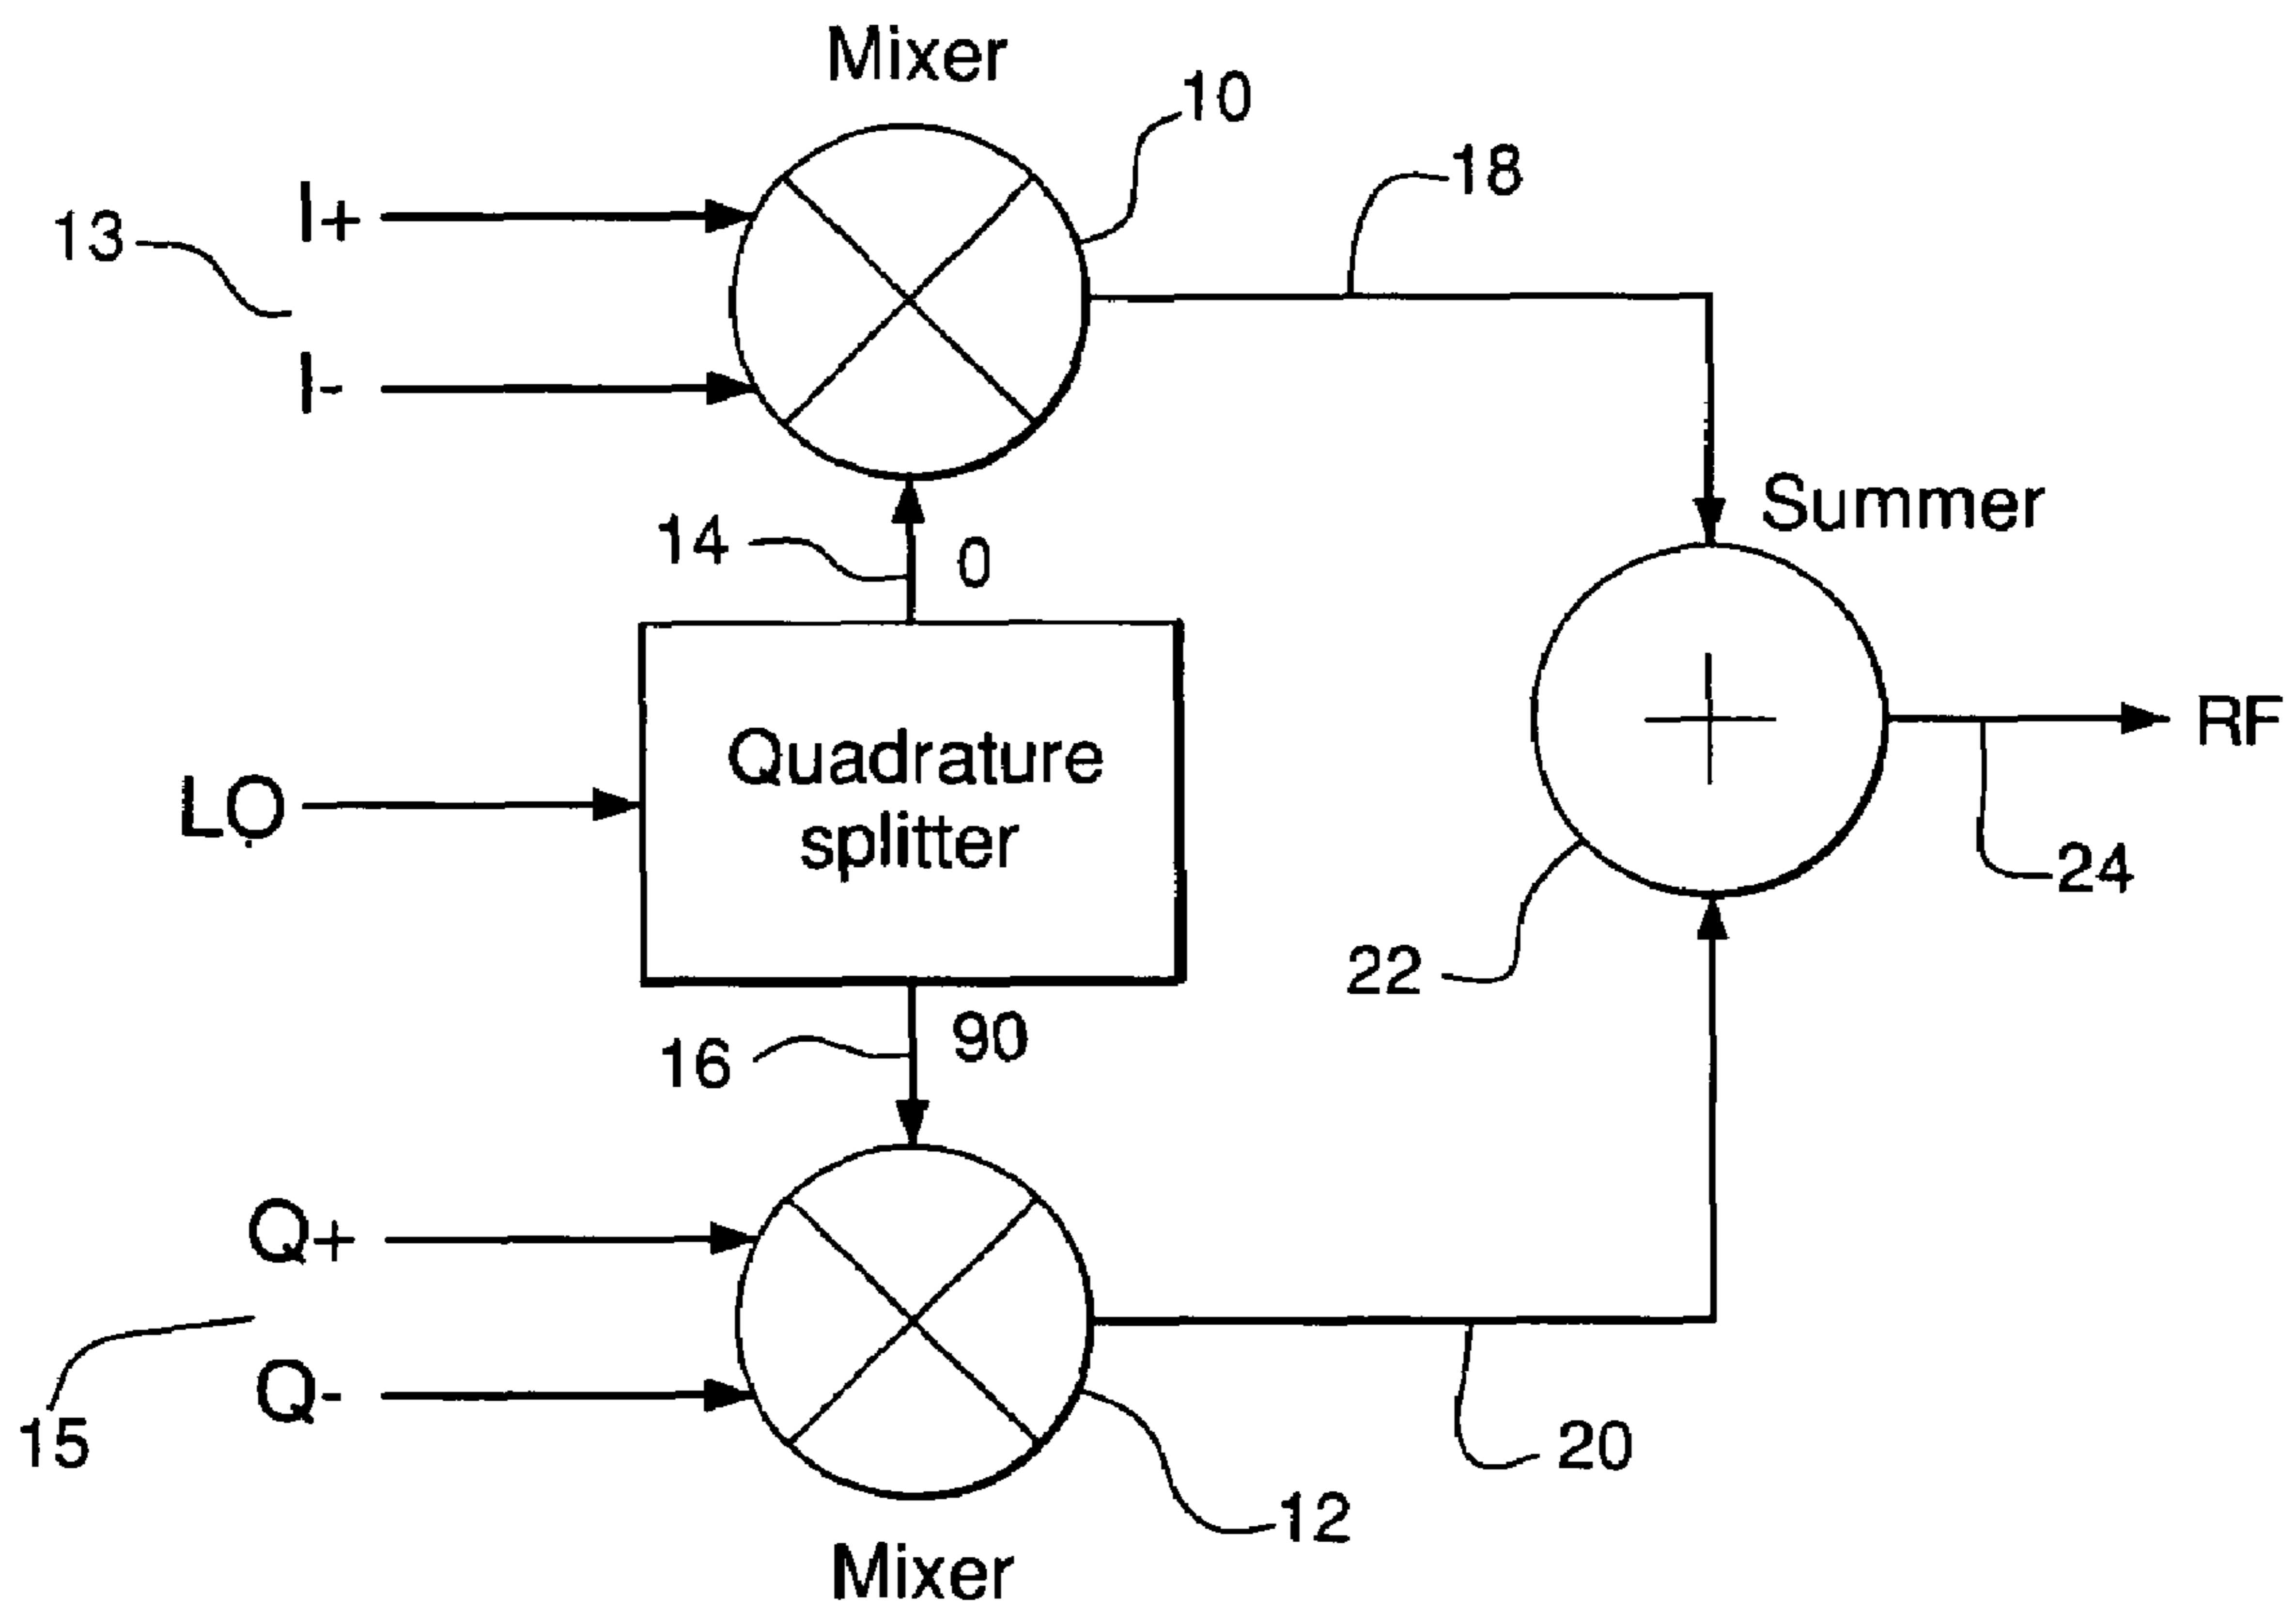 Mixer
10
18
I+
13
I-
14
0
Summer
Quadrature
splitter
LO
RF
24
22
16
90
Q+
15
Q-
20
12
Mixer